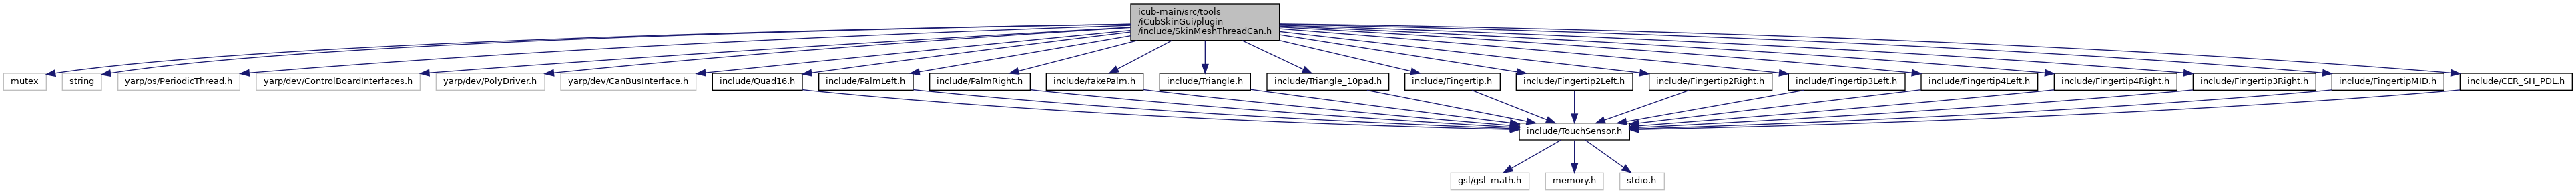 icub-main/src/tools
/iCubSkinGui/plugin
/include/SkinMeshThreadCan.h
mutex
string
yarp/os/PeriodicThread.h
yarp/dev/ControlBoardInterfaces.h
yarp/dev/PolyDriver.h
yarp/dev/CanBusInterface.h
include/Quad16.h
include/PalmLeft.h
include/PalmRight.h
include/fakePalm.h
include/Triangle.h
include/Triangle_10pad.h
include/Fingertip.h
include/Fingertip2Left.h
include/Fingertip2Right.h
include/Fingertip3Left.h
include/Fingertip4Left.h
include/Fingertip4Right.h
include/Fingertip3Right.h
include/FingertipMID.h
include/CER_SH_PDL.h
include/TouchSensor.h
gsl/gsl_math.h
memory.h
stdio.h